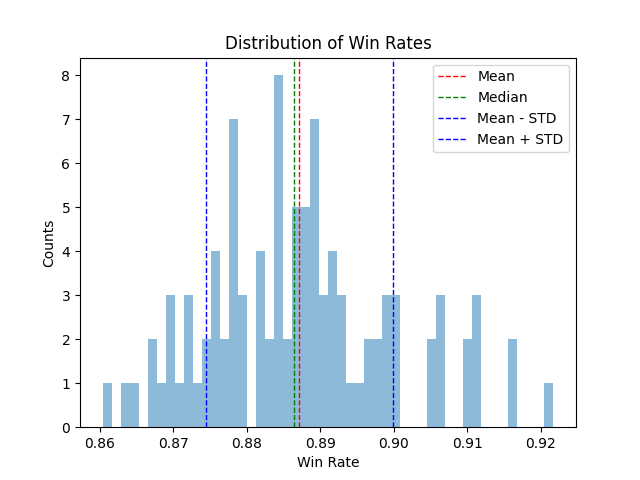 Distribution of Win Rates
Mean
Median
Mean - STD
Mean + STD
8
7
6
5
4
3
2
1
0
Counts
0.86 0.87 0.88 0.89 0.90 0.91 0.92
Win Rate